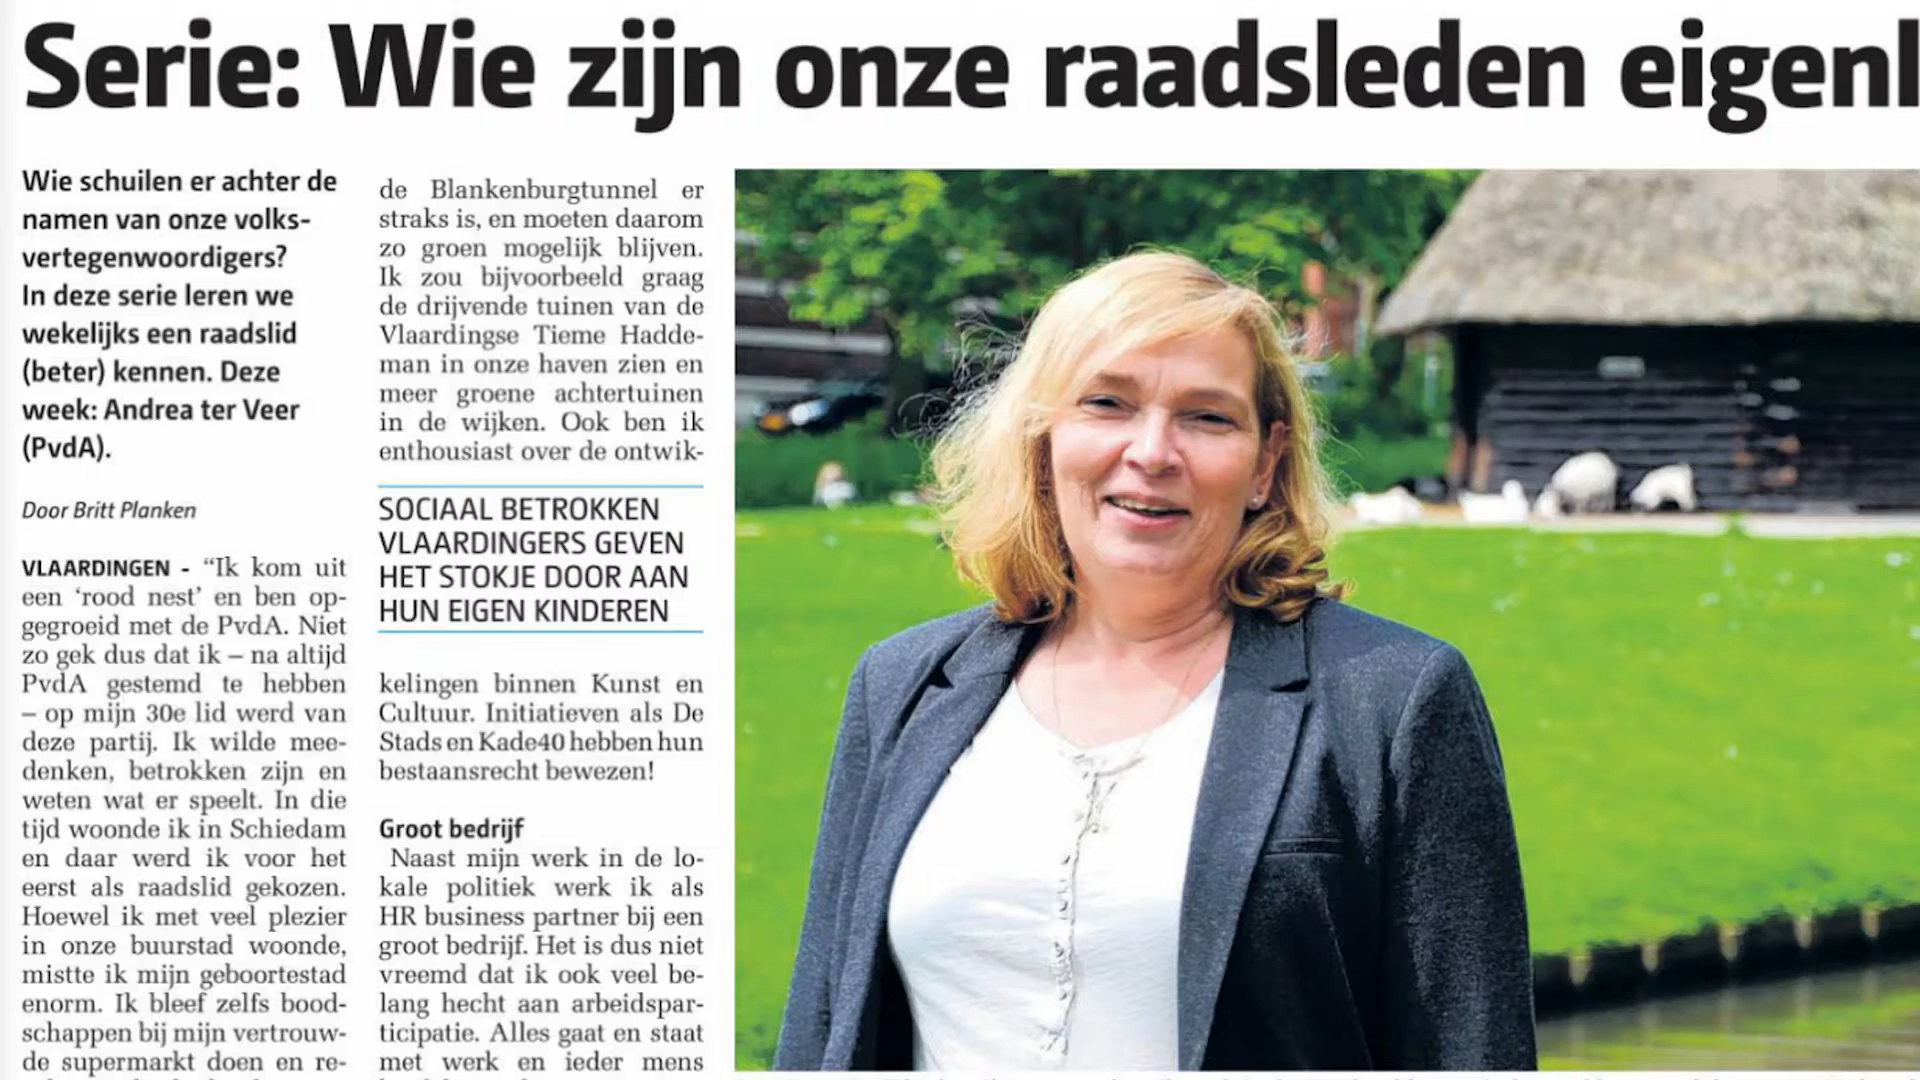 Serie: Wie zijn onze raadsleden eigenl
Wie schuilen er achter de
namen van onze volks-
vertegenwoordigers?
In deze serie leren we
wekelijks een raadslid
(beter) kennen. Deze
week: Andrea ter Veer
(PvdA).
Door Britt Planken
VLAARDINGEN - “Ik kom uit
een ‘rood nest’ en ben op-
gegroeid met de PvdA. Niet
zo gek dus dat ik – na altijd
PvdA gestemd te hebben
– op mijn 30e lid werd van
deze partij. Ik wilde mee-
denken, betrokken zijn en
weten wat er speelt. In die
tijd woonde ik in Schiedam
en daar werd ik voor het
eerst als raadslid gekozen.
Hoewel ik met veel plezier
in onze buurstad woonde,
mistte ik mijn geboortestad
enorm. Ik bleef zelfs bood-
schappen bij mijn vertrouw-
de supermarkt doen en re-
de Blankenburgtunnel er
straks is, en moeten daarom
zo groen mogelijk blijven.
Ik zou bijvoorbeeld graag
de drijvende tuinen van de
Vlaardingse Tieme Hadde-
man in onze haven zien en
meer groene achtertuinen
in de wijken. Ook ben ik
enthousiast over de ontwik-
SOCIAAL BETROKKEN
VLAARDINGERS GEVEN
HET STOKJE DOOR AAN
HUN EIGEN KINDEREN
kelingen binnen Kunst en
Cultuur. Initiatieven als De
Stads en Kade40 hebben hun
bestaansrecht bewezen!
Groot bedrijf
Naast mijn werk in de lo-
kale politiek werk ik als
HR business partner bij een
groot bedrijf. Het is dus niet
vreemd dat ik ook veel be-
lang hecht aan arbeidspar-
ticipatie. Alles gaat en staat
met werk en ieder mens